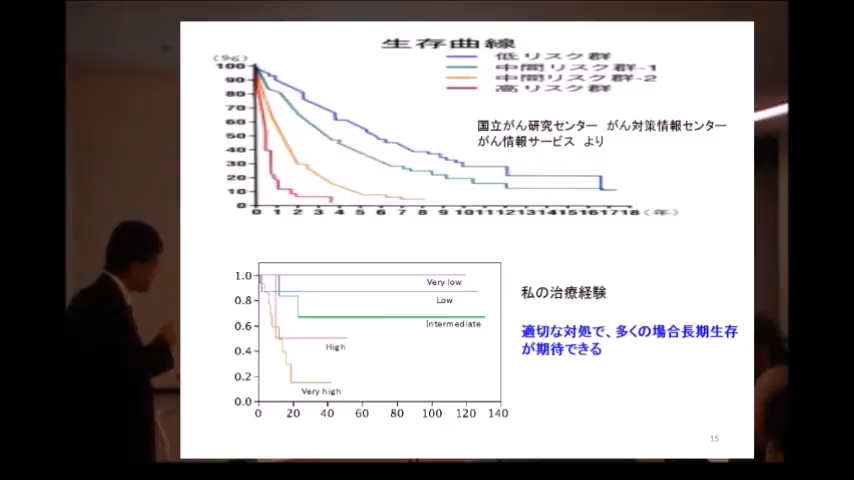 生存曲線
(%)
低リスク群
中間リスク群-1
中間リスク群-2
高リスク群
100
90
80
70
60
50
40
30
20
10
0
0 1 2 3 4 5 6 7 8 9 10 11 12 13 14 15 16 17 18 (年)
国立がん研究センター がん対策情報センター
がん情報サービス より
1.0
0.8
0.6
0.4
0.2
0.0
Very low
Low
Intermediate
High
Very high
0 20 40 60 80 100 120 140
私の治療経験
適切な対処で、多くの場合長期生存
が期待できる
15